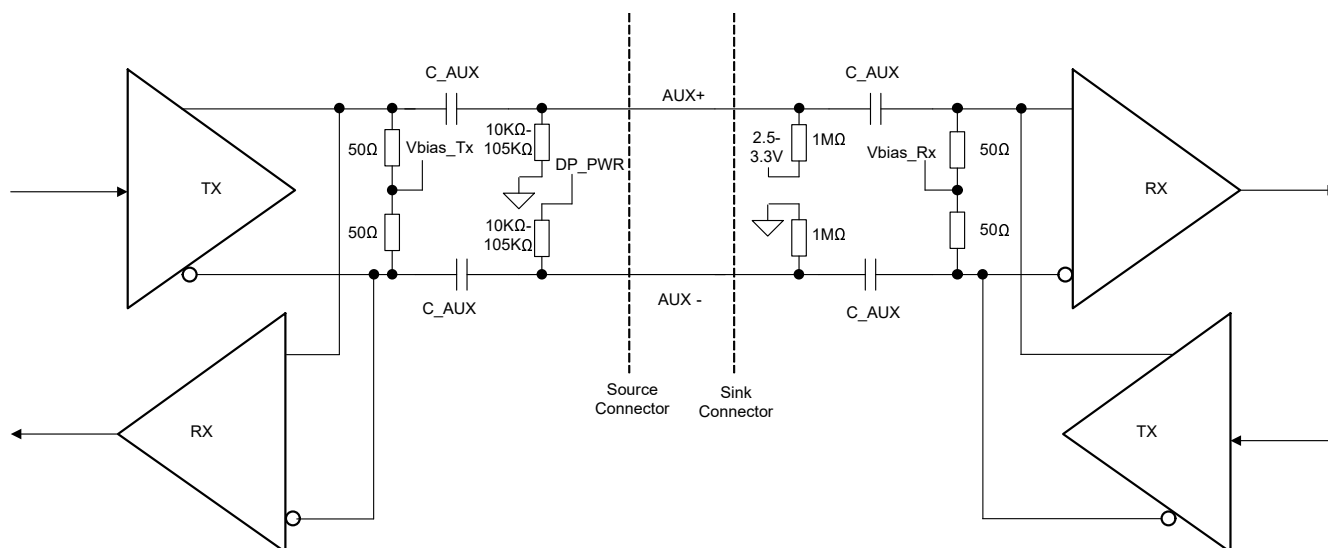 C_AUX
C_AUX
AUX+
10KΩ-
105KΩ
2.5-
3.3V
1MΩ
50Ω
Vbias_Tx
Vbias_Rx
50Ω
DP_PWR
TX
RX
50Ω
10KΩ-
105KΩ
1MΩ
50Ω
C_AUX
AUX -
C_AUX
Source
Connector
Sink
Connector
RX
TX